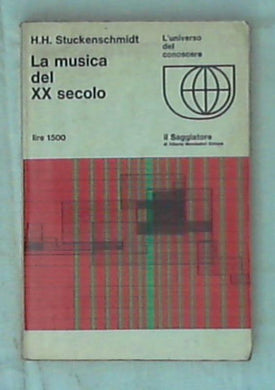 H.H. Stuckenschmidt
La musica
del
XX secolo
lire 1500
L'universo
del
conoscere
il Saggiatore
di Alberto Mondadori Editore